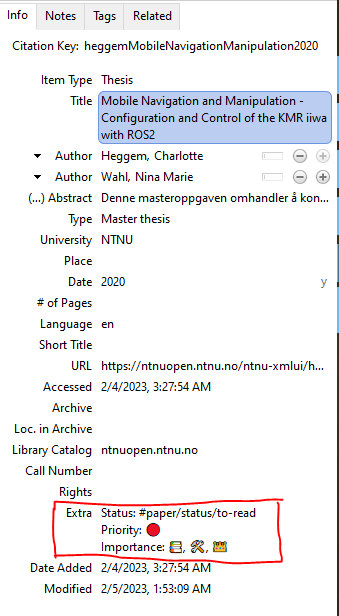 Info Notes Tags Related
Citation Key: heggemMobileNavigationManipulation2020
Item Type Thesis
Title Mobile Navigation and Manipulation -
Configuration and Control of the KMR iiwa
with ROS2
Author Heggem, Charlotte
Author Wahl, Nina Marie
(...) Abstract Denne masteroppgaven omhandler å kon...
Type Master thesis
University NTNU
Place
Date 2020 y
# of Pages
Language en
Short Title
URL https://ntnuopen.ntnu.no/ntnu-xmlui/h...
Accessed 2/4/2023, 3:27:54 AM
Archive
Loc. in Archive
Library Catalog ntnuopen.ntnu.no
Call Number
Rights
Extra Status: #paper/status/to-read
Priority: 🔴
Importance: 📚, 🛠, 👑
Date Added 2/4/2023, 3:27:54 AM
Modified 2/5/2023, 1:53:09 AM